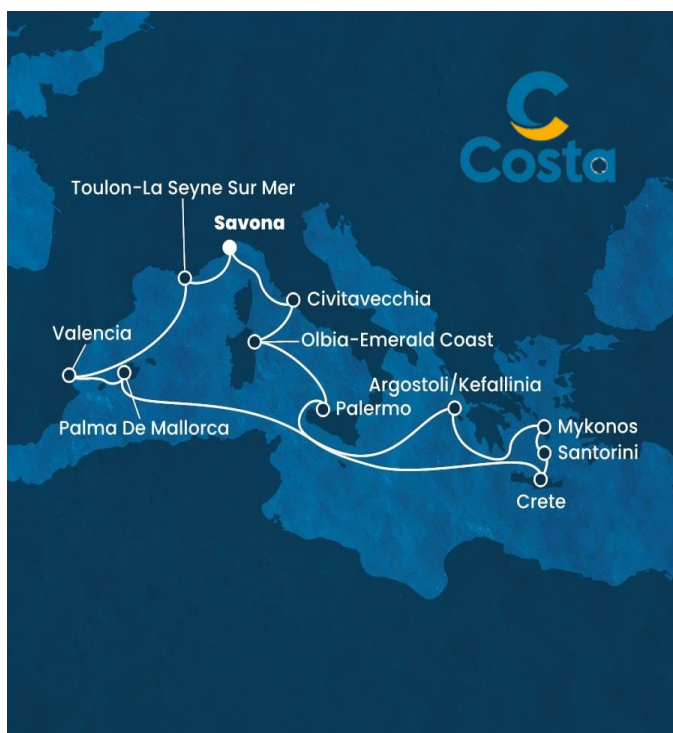 Costa
Toulon-La Seyne Sur Mer
Savona
Civitavecchia
Valencia
Olbia-Emerald Coast
Argostoli/Kefallinia
Palermo
Palma De Mallorca
Mykonos
Santorini
Crete